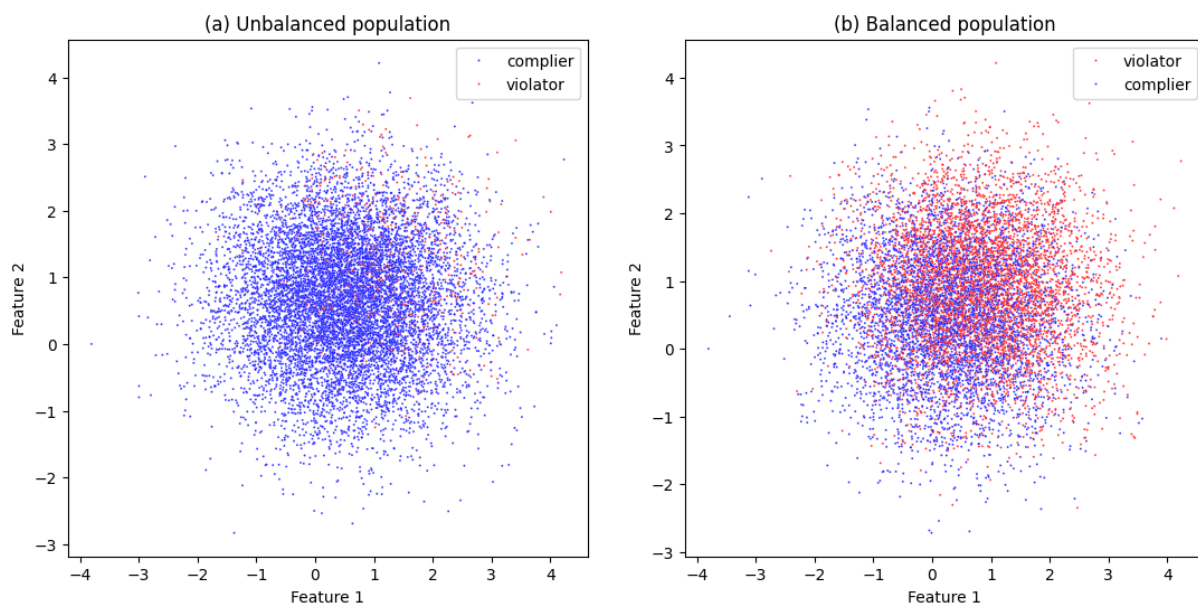 (a) Unbalanced population
complier
violator
4
3
2
1
0
−1
−2
−3
Feature 2
−4 −3 −2 −1 0 1 2 3 4
Feature 1
(b) Balanced population
violator
complier
4
3
2
1
0
−1
−2
−3
Feature 2
−4 −3 −2 −1 0 1 2 3 4
Feature 1